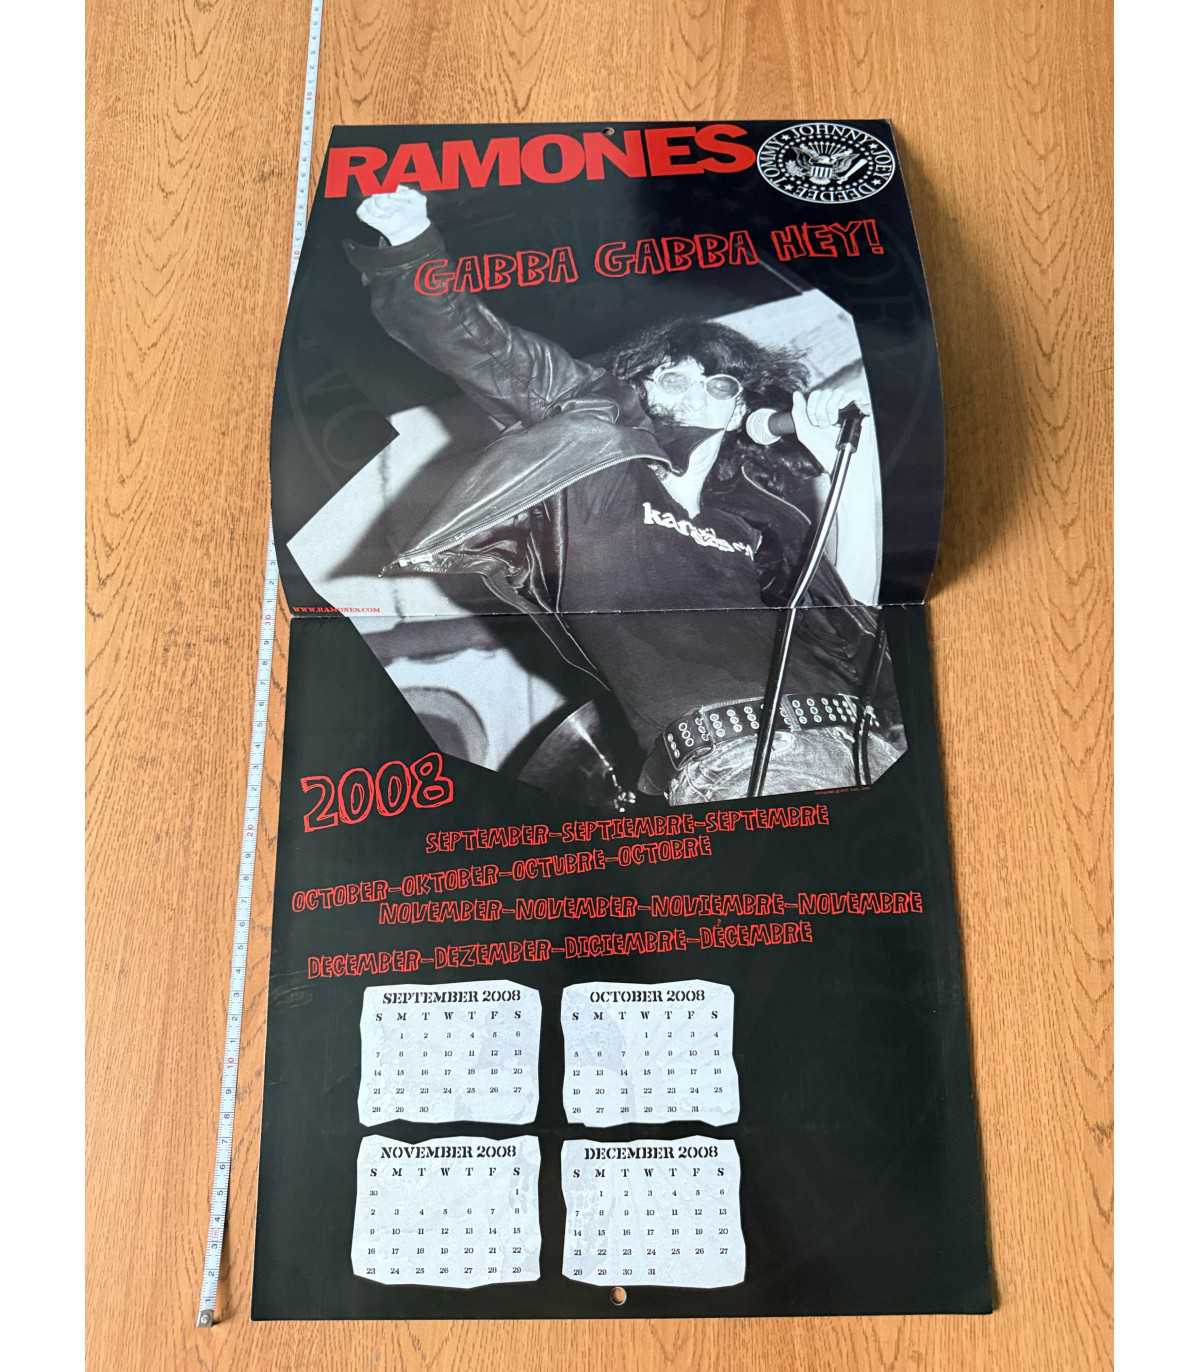 RAMONES
JOHNNY JOEY DEEDEE TOMMY
GABBA GABBA HEY!
WWW.RAMONES.COM
2008
SEPTEMBER-SEPTIEMBRE-SEPTEMBRE
OCTOBER-OKTOBER-OCTUBRE-OCTOBRE
NOVEMBER-NOVEMBER-NOVIEMBRE-NOVEMBRE
DECEMBER-DEZEMBER-DICIEMBRE-DÉCEMBRE
SEPTEMBER 2008
S M T W T F S
1 2 3 4 5 6
7 8 9 10 11 12 13
14 15 16 17 18 19 20
21 22 23 24 25 26 27
28 29 30
OCTOBER 2008
S M T W T F S
1 2 3 4
5 6 7 8 9 10 11
12 13 14 15 16 17 18
19 20 21 22 23 24 25
26 27 28 29 30 31
NOVEMBER 2008
S M T W T F S
30 1
2 3 4 5 6 7 8
9 10 11 12 13 14 15
16 17 18 19 20 21 22
23 24 25 26 27 28 29
DECEMBER 2008
S M T W T F S
1 2 3 4 5 6
7 8 9 10 11 12 13
14 15 16 17 18 19 20
21 22 23 24 25 26 27
28 29 30 31